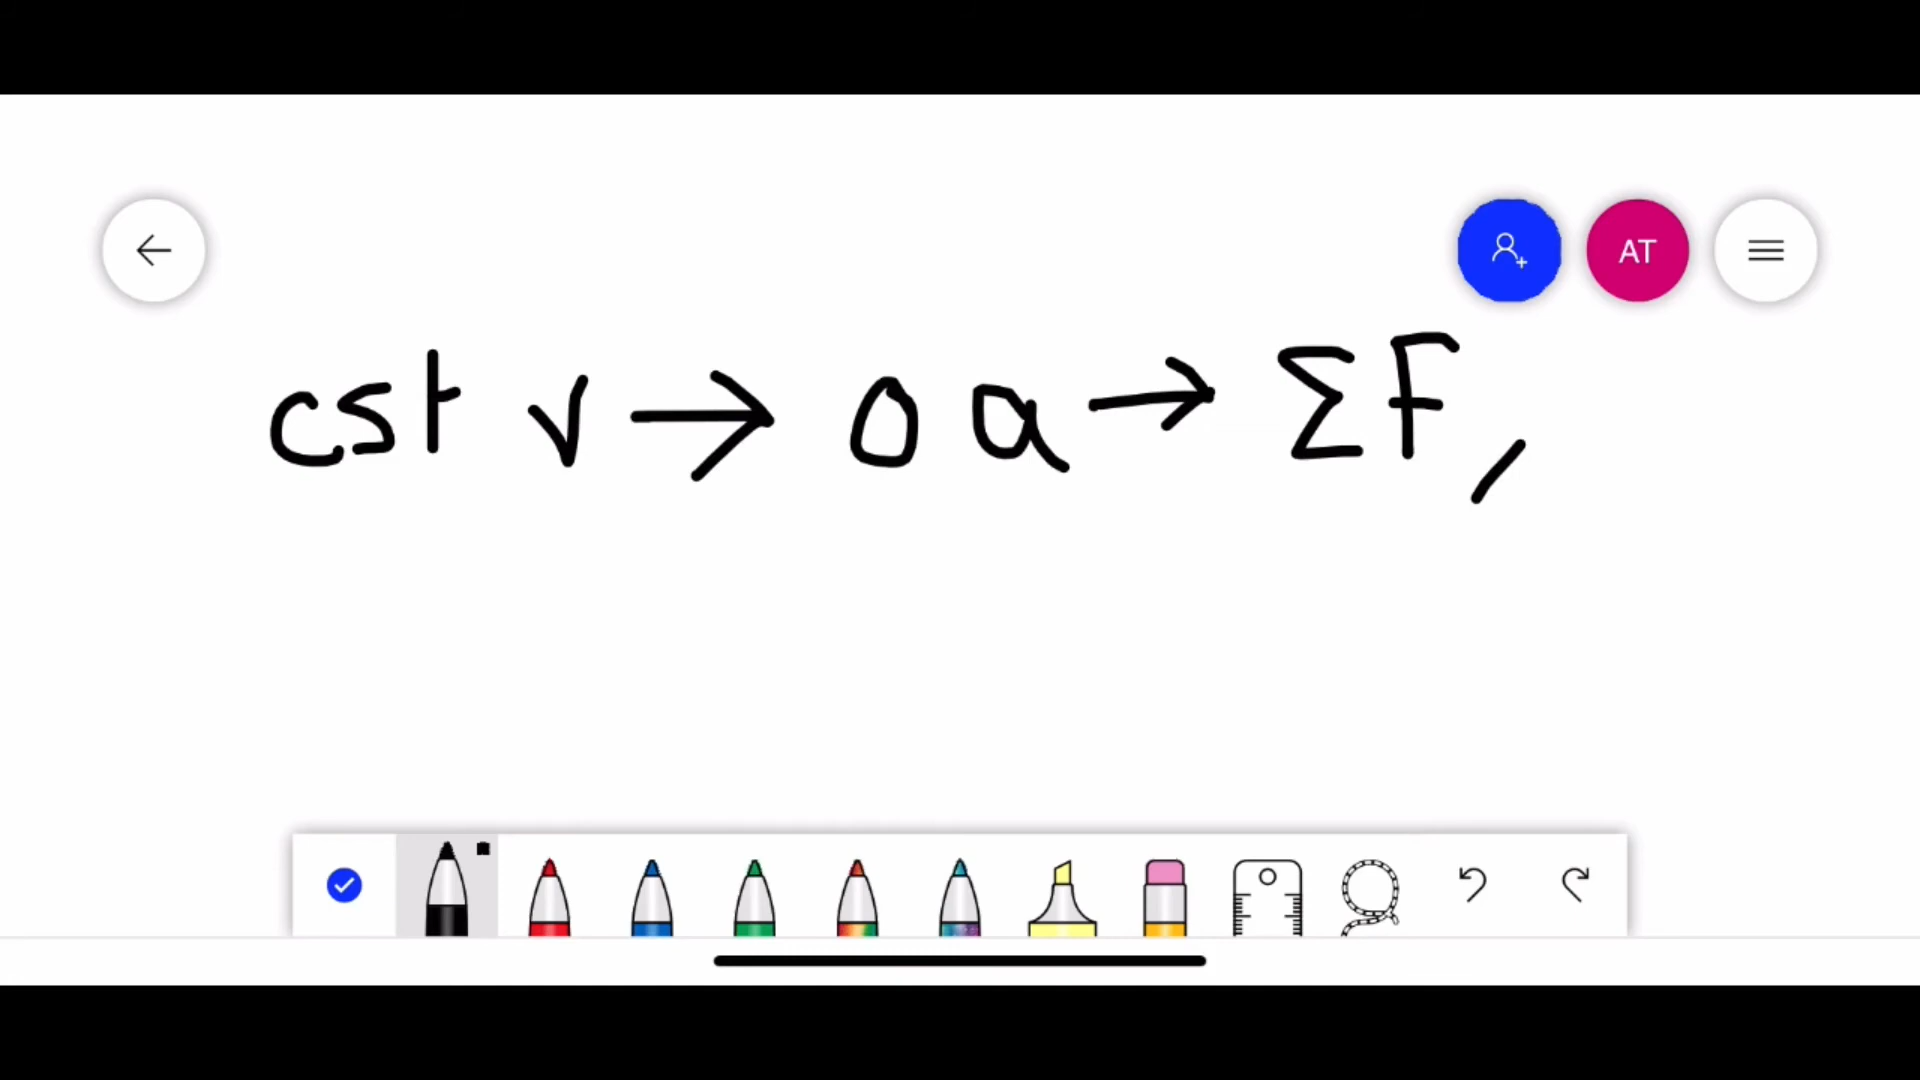 AT
cst v → 0 a → ΣF,